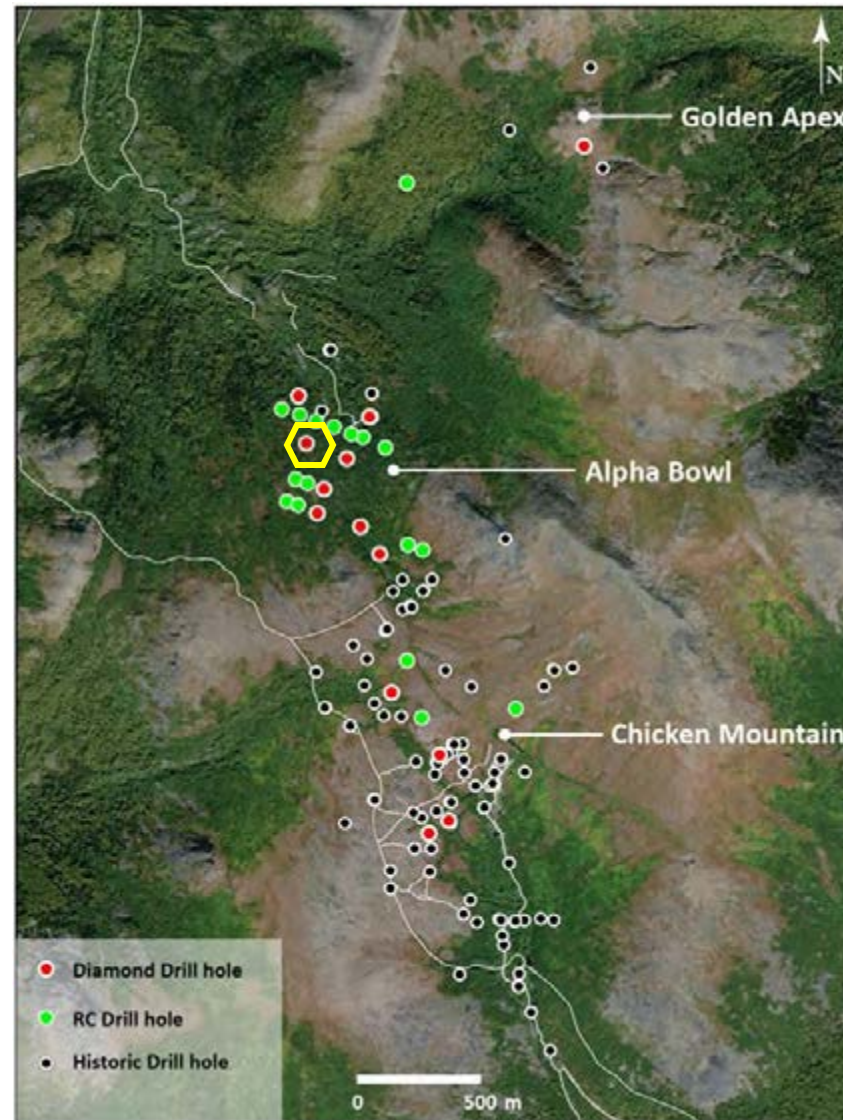 N
Golden Apex
Alpha Bowl
Chicken Mountain
Diamond Drill hole
RC Drill hole
Historic Drill hole
0 500 m